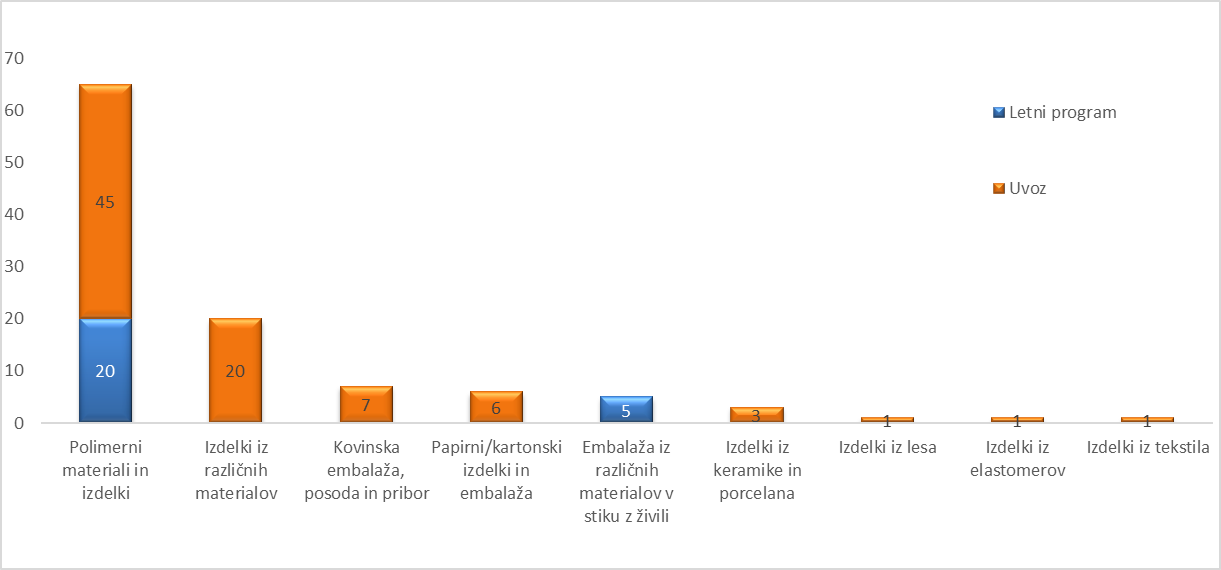 70
60
50
40
30
20
10
0
45
20
20
7
6
5
3
1
1
1
Letni program
Uvoz
Polimerni
materiali in
izdelki
Izdelki iz
različnih
materialov
Kovinska
embalaža,
posoda in pribor
Papirni/kartonski
izdelki in
embalaža
Embalaža iz
različnih
materialov v
stiku z živili
Izdelki iz
keramike in
porcelana
Izdelki iz lesa
Izdelki iz
elastomerov
Izdelki iz tekstila